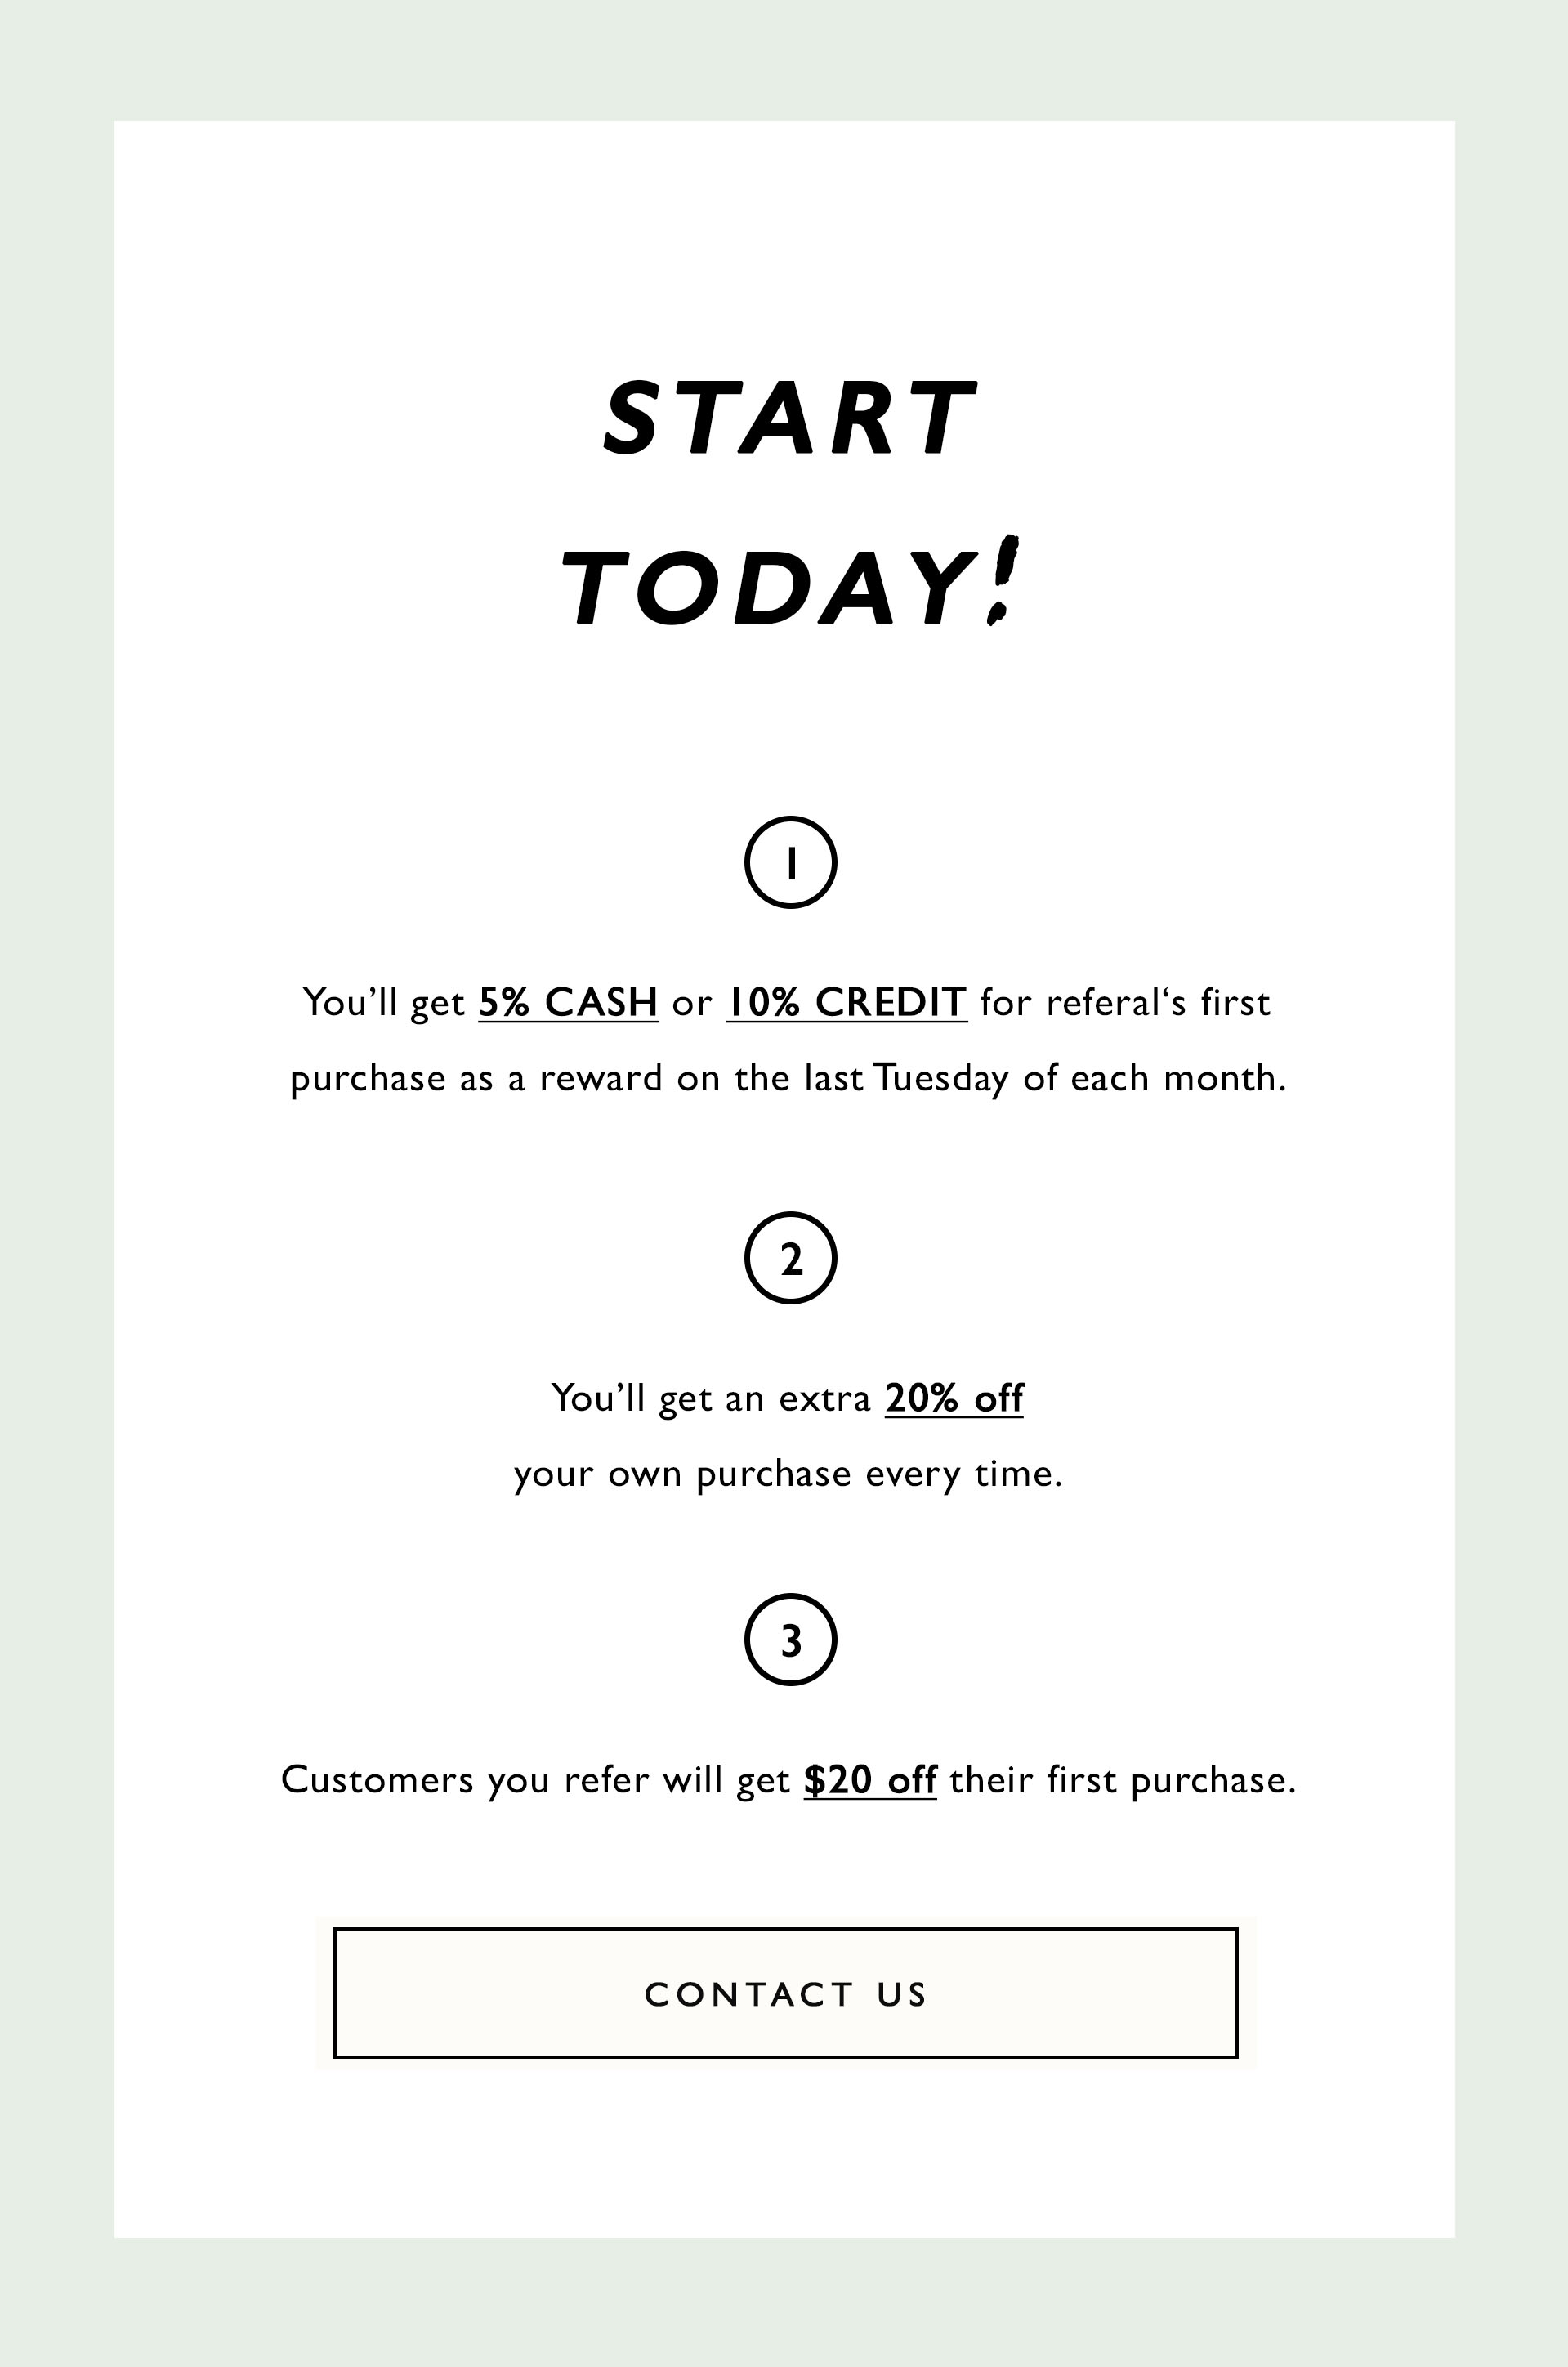 START
TODAY!
1
You’ll get 5% CASH or 10% CREDIT for referal‘s first
purchase as a reward on the last Tuesday of each month.
2
You’ll get an extra 20% off
your own purchase every time.
3
Customers you refer will get $20 off their first purchase.
CONTACT US